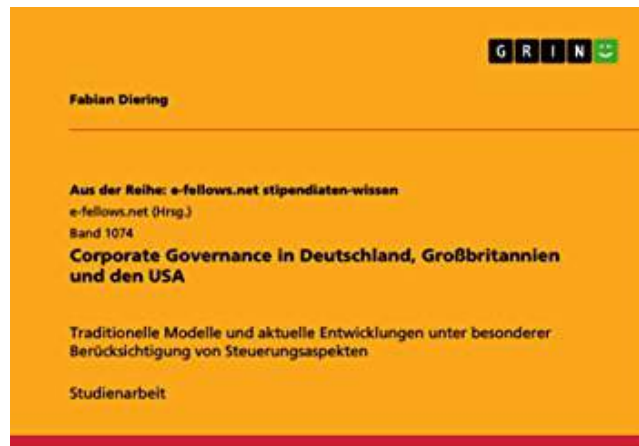 GRIN
Fabian Diering
Aus der Reihe: e-fellows.net stipendiaten-wissen
e-fellows.net (Hrsg.)
Band 1074
Corporate Governance in Deutschland, Großbritannien
und den USA
Traditionelle Modelle und aktuelle Entwicklungen unter besonderer
Berücksichtigung von Steuerungsaspekten
Studienarbeit